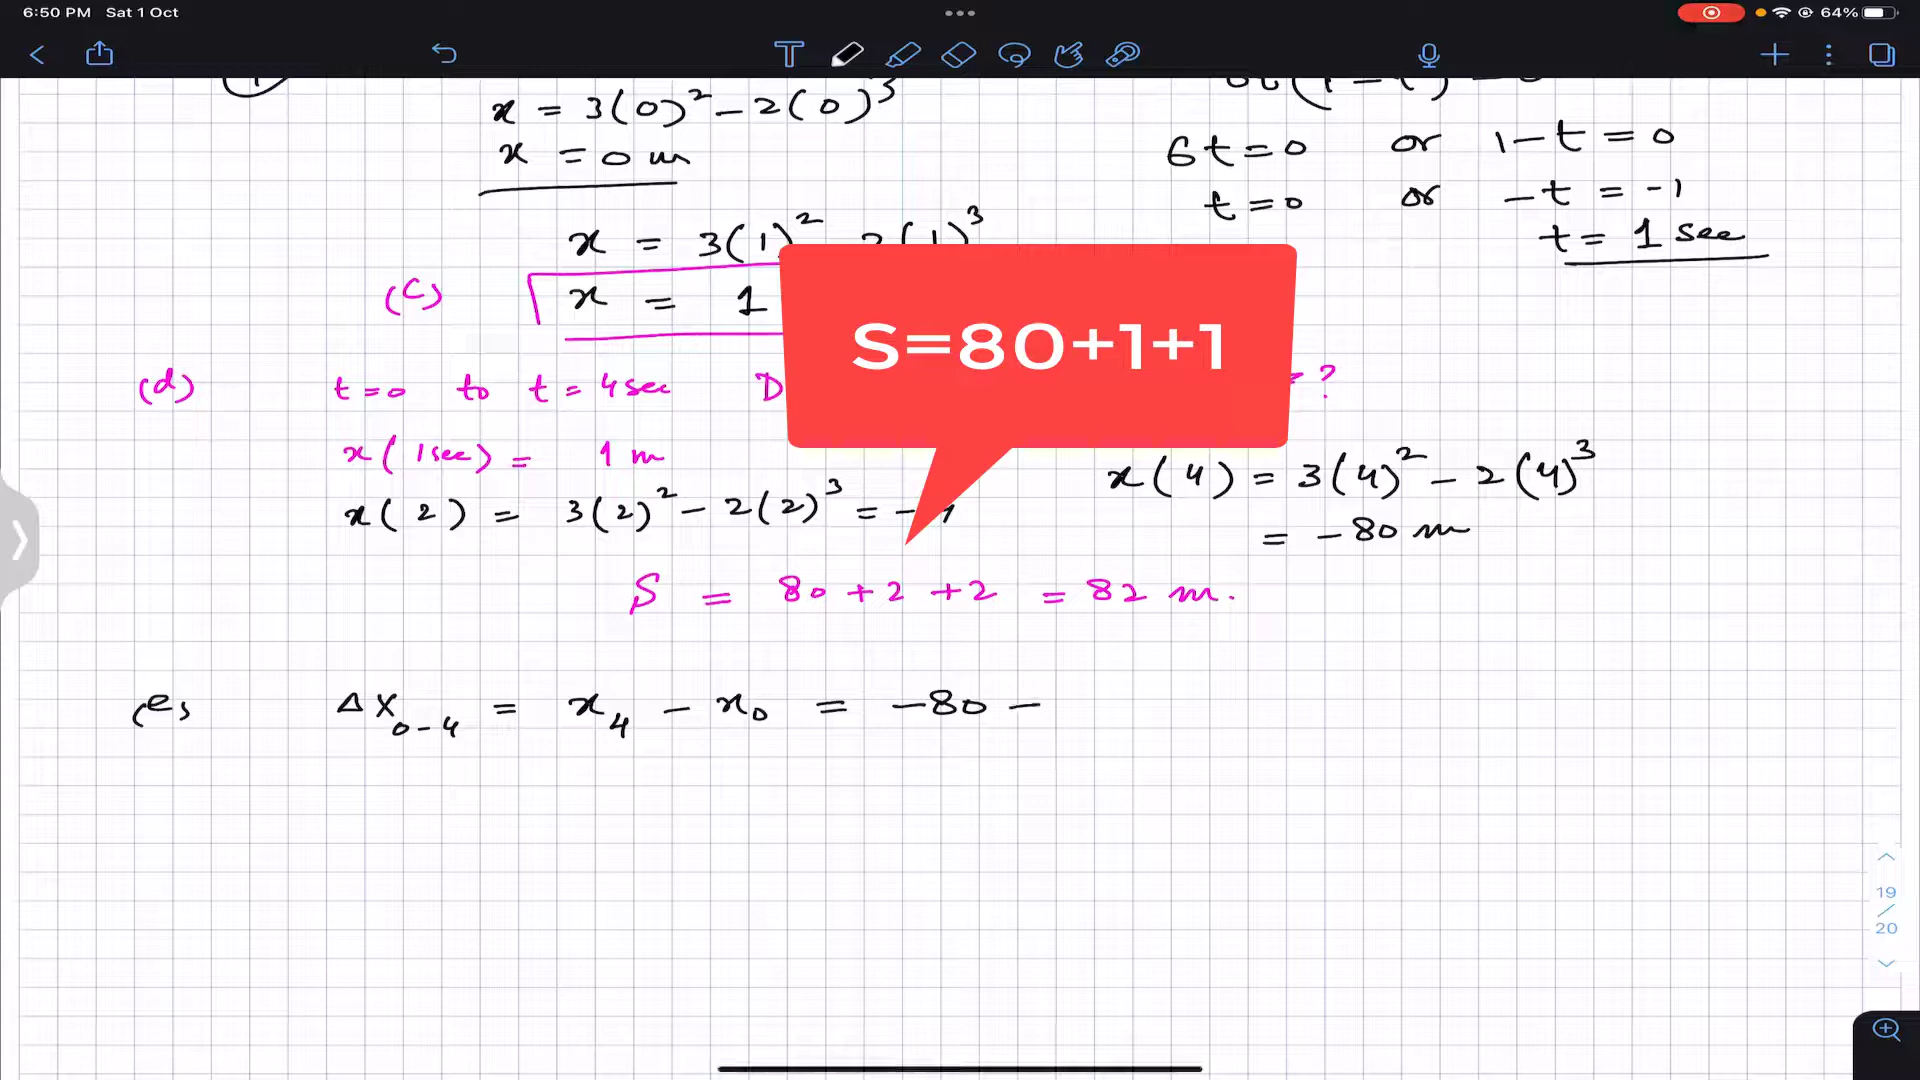 6:50 PM Sat 1 Oct
64%
x = 3(0)² - 2(0)³
x = 0 m
6t = 0 or 1 - t = 0
t = 0 or -t = -1
t = 1 sec
x = 3(1)² - 2(1)³
(c) x = 1
S=80+1+1
(d) t = 0 to t = 4 sec D = ?
x(1sec) = 1 m
x(2) = 3(2)² - 2(2)³ = -
x(4) = 3(4)² - 2(4)³
= -80 m
S = 80 + 2 + 2 = 82 m.
(e) Δx₀₋₄ = x₄ - x₀ = -80 -
19
/
20